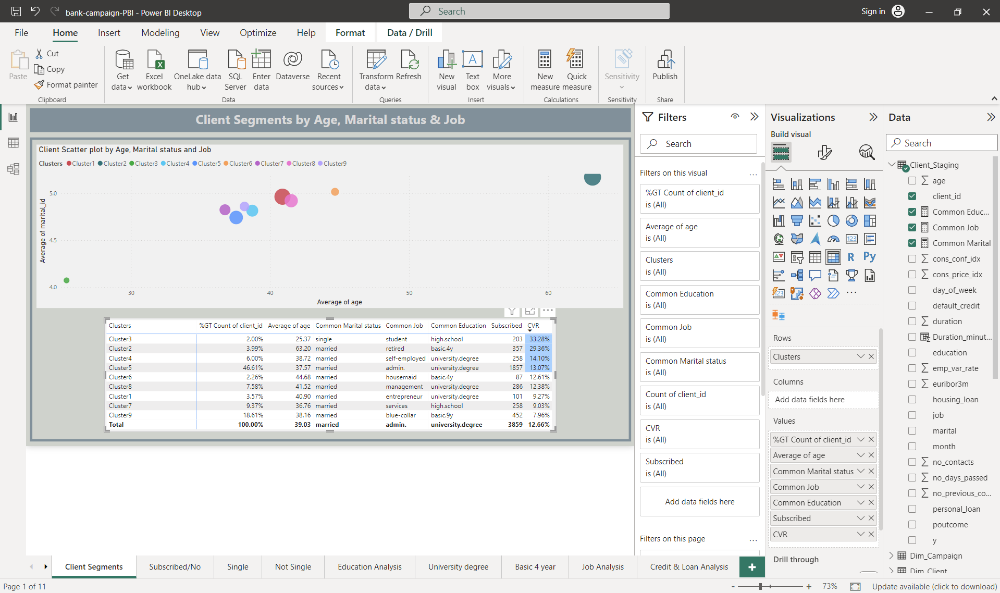 bank-campaign-PBI - Power BI Desktop
Search
Sign in
File
Home
Insert
Modeling
View
Optimize
Help
Format
Data / Drill
Paste
Cut
Copy
Format painter
Clipboard
Get data
Excel workbook
OneLake data hub
SQL Server
Enter data
Dataverse
Recent sources
Data
Transform data
Refresh
Queries
New visual
Text box
More visuals
Insert
New measure
Quick measure
Calculations
Sensitivity
Sensitivity
Publish
Share
Client Segments by Age, Marital status & Job
Client Scatter plot by Age, Marital status and Job
Clusters Cluster1 Cluster2 Cluster3 Cluster4 Cluster5 Cluster6 Cluster7 Cluster8 Cluster9
Average of marital_id
5.0
4.5
4.0
30 40 50 60
Average of age
Clusters %GT Count of client_id Average of age Common Marital status Common Job Common Education Subscribed CVR
Cluster3 2.00% 25.37 single student high.school 203 33.28%
Cluster2 3.99% 63.20 married retired basic.4y 357 29.36%
Cluster4 6.00% 38.72 married self-employed university.degree 258 14.10%
Cluster5 46.61% 37.57 married admin. university.degree 1857 13.07%
Cluster6 2.26% 44.68 married housemaid basic.4y 87 12.61%
Cluster8 7.58% 41.52 married management university.degree 286 12.38%
Cluster1 3.57% 40.90 married entrepreneur university.degree 101 9.27%
Cluster7 9.37% 36.76 married services high.school 258 9.03%
Cluster9 18.61% 38.16 married blue-collar basic.9y 452 7.96%
Total 100.00% 39.03 married admin. university.degree 3859 12.66%
Filters
Search
Filters on this visual ...
%GT Count of client_id
is (All)
Average of age
is (All)
Clusters
is (All)
Common Education
is (All)
Common Job
is (All)
Common Marital status
is (All)
Count of client_id
is (All)
CVR
is (All)
Subscribed
is (All)
Add data fields here
Filters on this page ...
Visualizations
Build visual
123
R
Py
123
...
Rows
Clusters
Columns
Add data fields here
Values
%GT Count of client_id
Average of age
Common Marital status
Common Job
Common Education
Subscribed
CVR
Drill through
Data
Search
Client_Staging
age
client_id
Common Educ...
Common Job
Common Marital
cons_conf_idx
cons_price_idx
day_of_week
default_credit
duration
Duration_minut...
education
emp_var_rate
euribor3m
housing_loan
job
marital
month
no_contacts
no_days_passed
no_previous_co...
personal_loan
poutcome
y
Dim_Campaign
Dim_Client
Client Segments
Subscribed/No
Single
Not Single
Education Analysis
University degree
Basic 4 year
Job Analysis
Credit & Loan Analysis
+
Page 1 of 11
- + 73%
Update available (click to download)